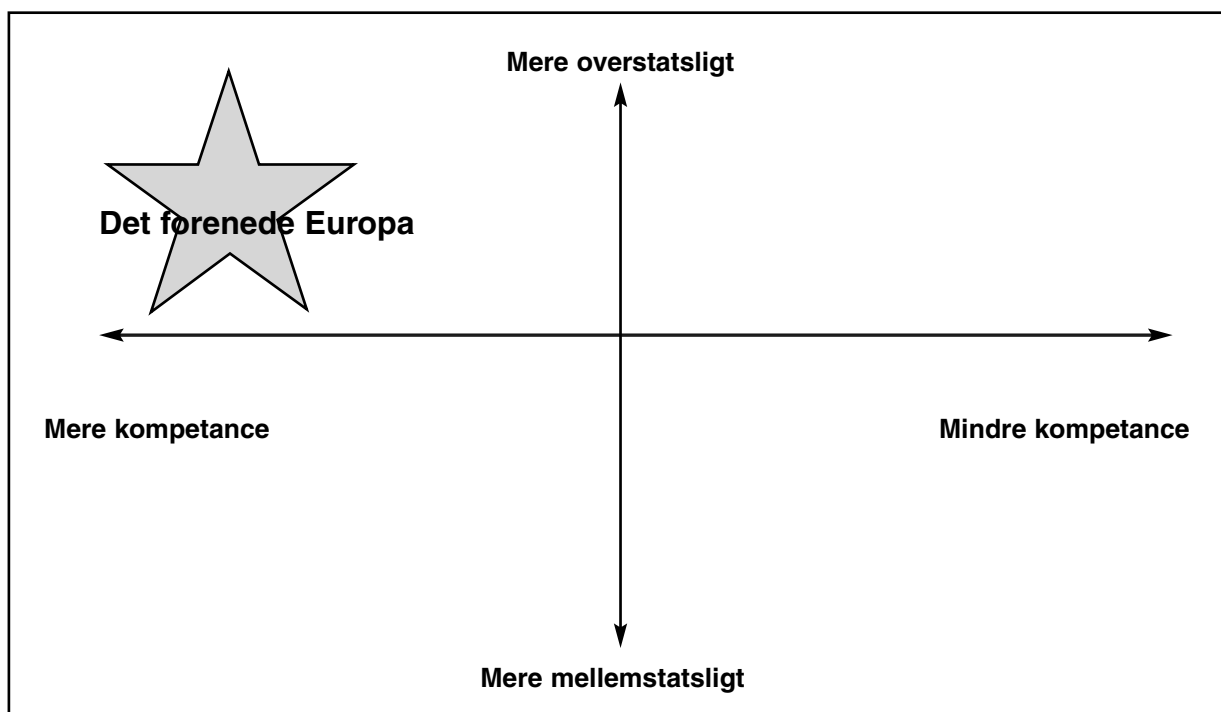 Mere overstatsligt
Det forenede Europa
Mere kompetance
Mindre kompetance
Mere mellemstatsligt